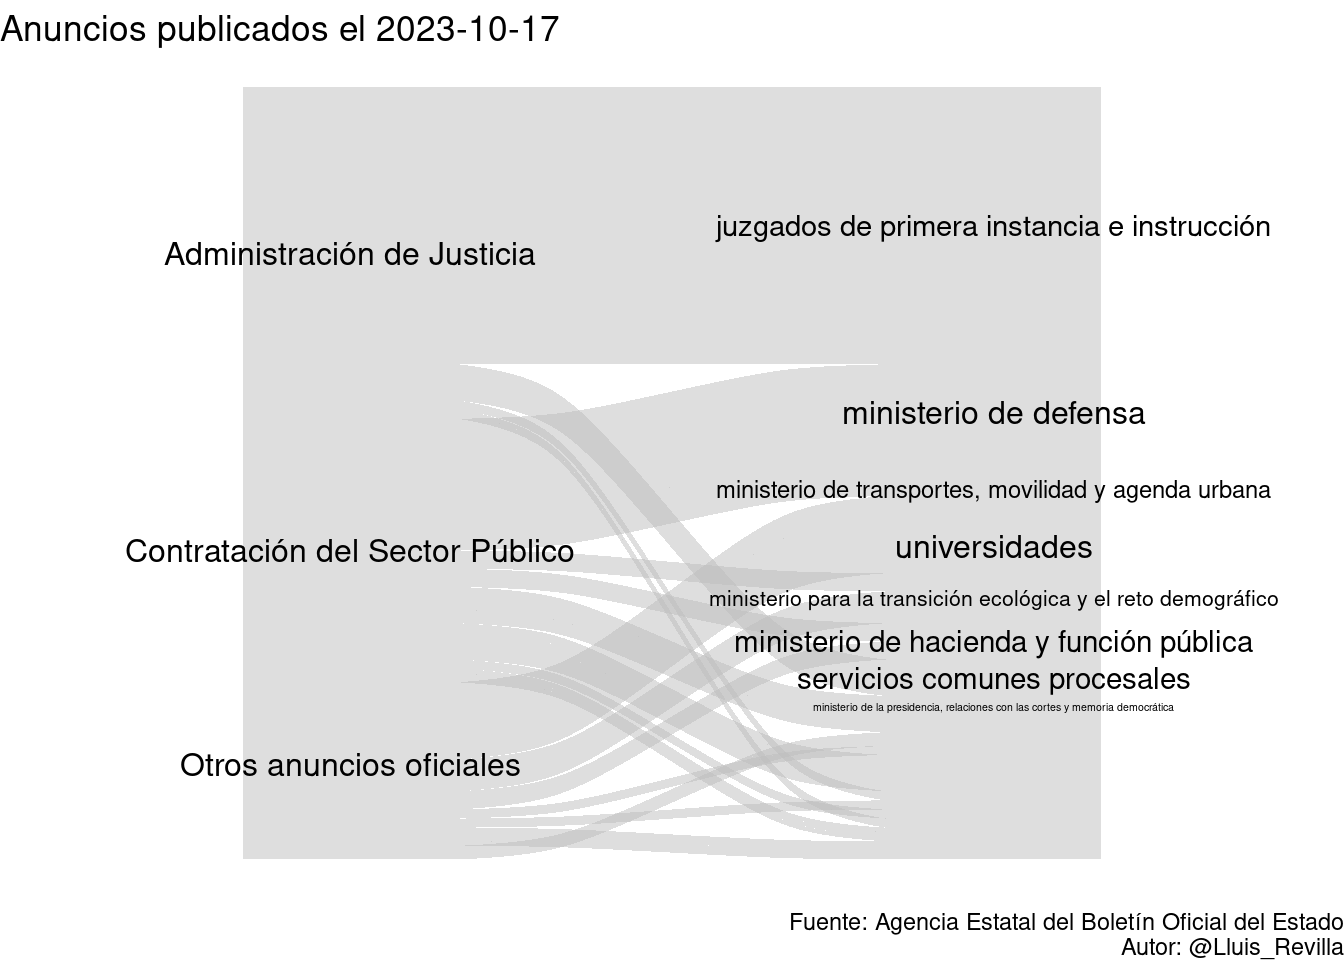 Anuncios publicados el 2023-10-17
Administración de Justicia
Contratación del Sector Público
Otros anuncios oficiales
juzgados de primera instancia e instrucción
ministerio de defensa
ministerio de transportes, movilidad y agenda urbana
universidades
ministerio para la transición ecológica y el reto demográfico
ministerio de hacienda y función pública
servicios comunes procesales
ministerio de la presidencia, relaciones con las cortes y memoria democrática
Fuente: Agencia Estatal del Boletín Oficial del Estado
Autor: @Lluis_Revilla